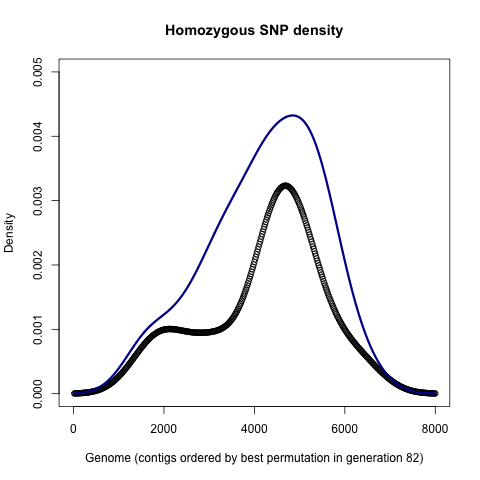 Homozygous SNP density
Density
0.005
0.004
0.003
0.002
0.001
0.000
0 2000 4000 6000 8000
Genome (contigs ordered by best permutation in generation 82)